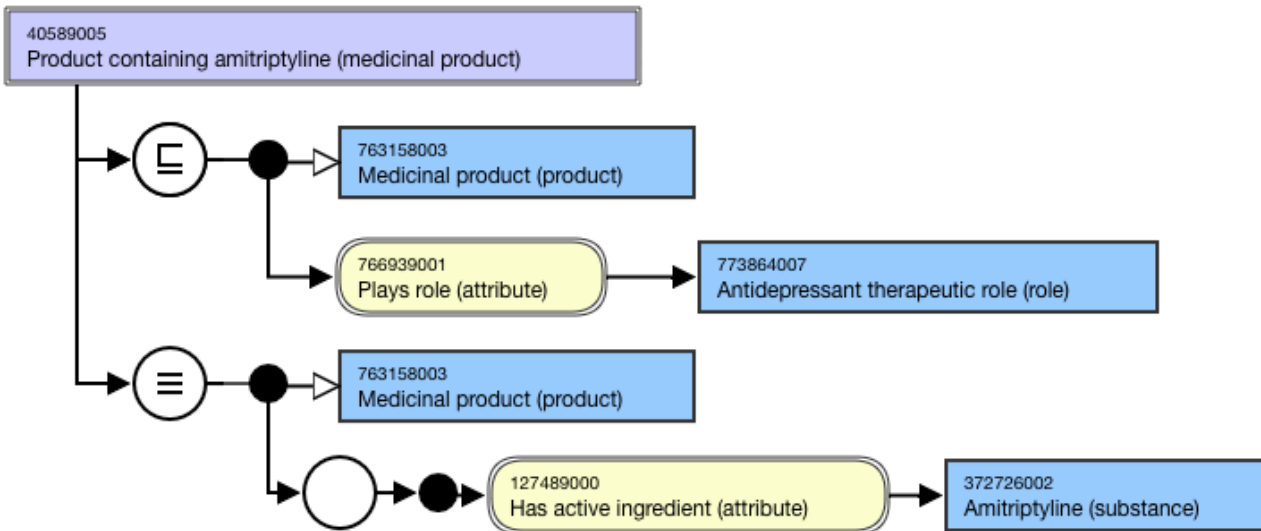 40589005
Product containing amitriptyline (medicinal product)
⊑
763158003
Medicinal product (product)
766939001
Plays role (attribute)
773864007
Antidepressant therapeutic role (role)
≡
763158003
Medicinal product (product)
127489000
Has active ingredient (attribute)
372726002
Amitriptyline (substance)